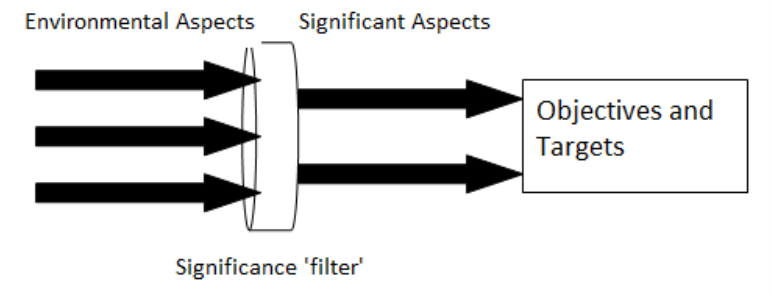 Environmental Aspects
Significant Aspects
Objectives and
Targets
Significance 'filter'